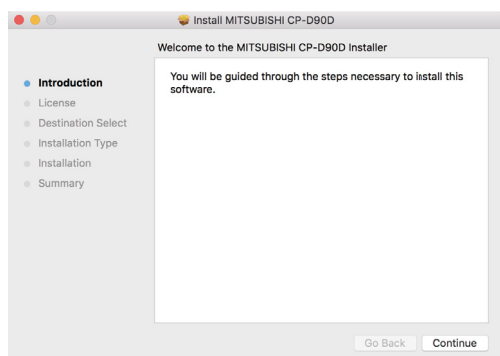 Install MITSUBISHI CP-D90D
Welcome to the MITSUBISHI CP-D90D Installer
Introduction
License
Destination Select
Installation Type
Installation
Summary
You will be guided through the steps necessary to install this
software.
Go Back
Continue